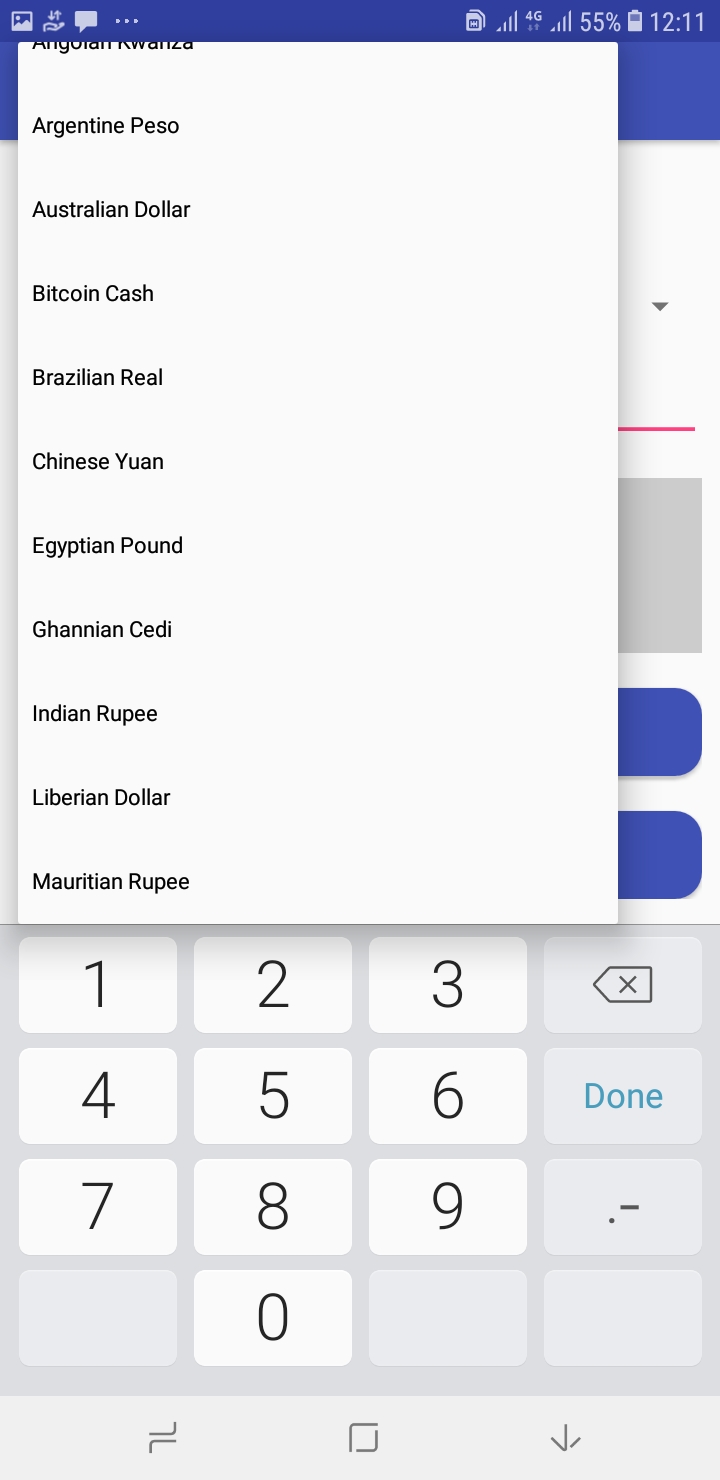 4G 55% 12:11
Angolan Kwanza
Argentine Peso
Australian Dollar
Bitcoin Cash
Brazilian Real
Chinese Yuan
Egyptian Pound
Ghannian Cedi
Indian Rupee
Liberian Dollar
Mauritian Rupee
1 2 3
4 5 6 Done
7 8 9 .-
0